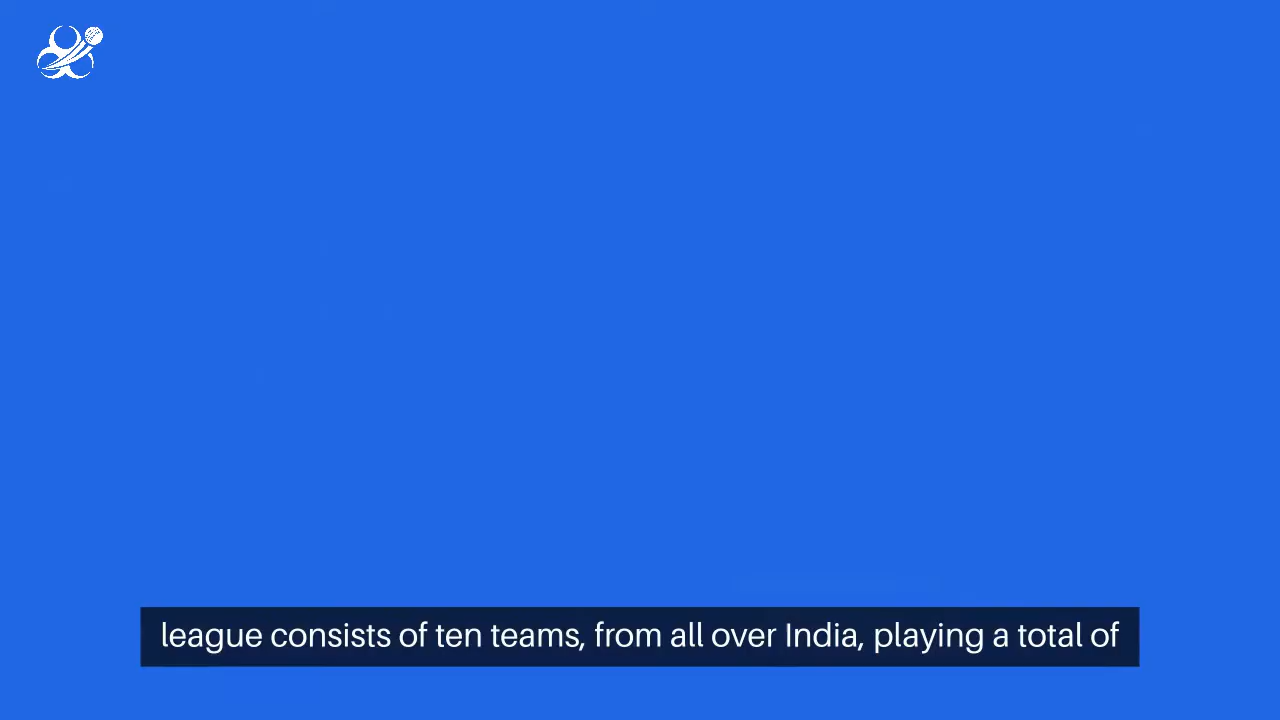 league consists of ten teams, from all over India, playing a total of